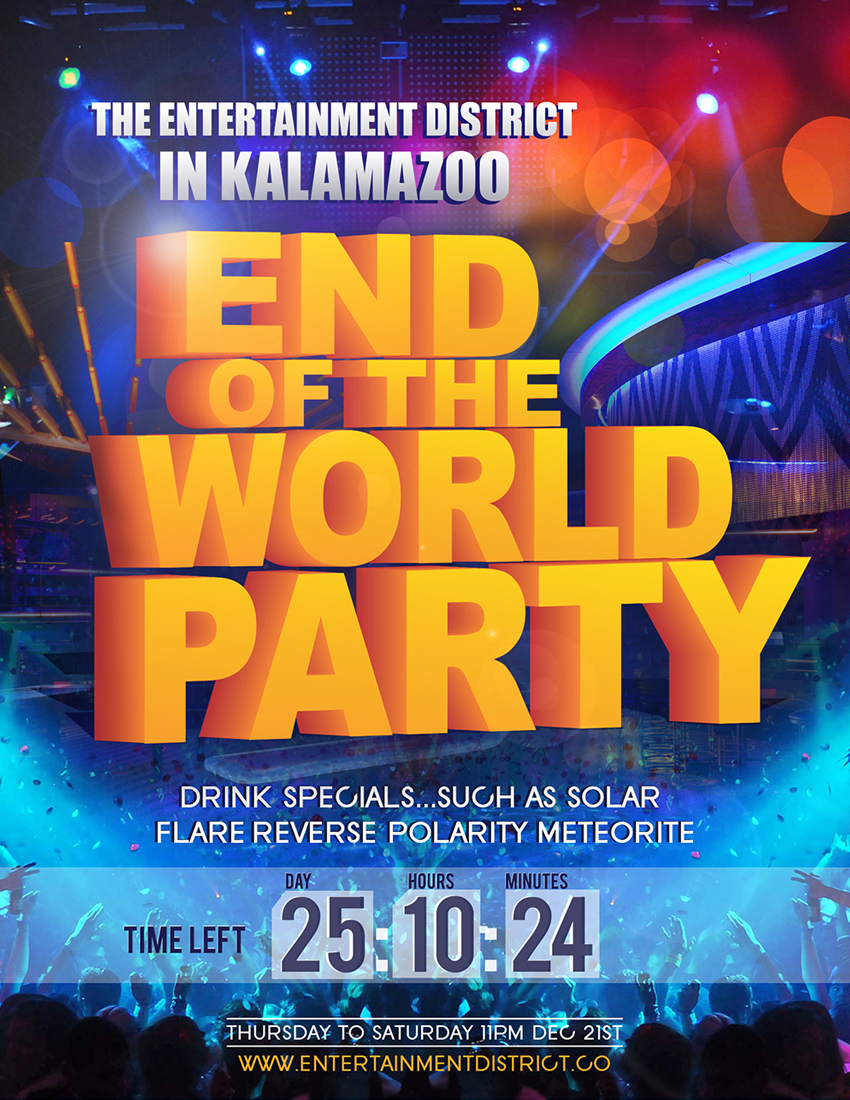 THE ENTERTAINMENT DISTRICT
IN KALAMAZOO
END
OF THE
WORLD
PARTY
DRINK SPECIALS...SUCH AS SOLAR
FLARE REVERSE POLARITY METEORITE
DAY HOURS MINUTES
TIME LEFT 25:10:24
THURSDAY TO SATURDAY 11PM DEC 21ST
WWW.ENTERTAINMENTDISTRICT.CO